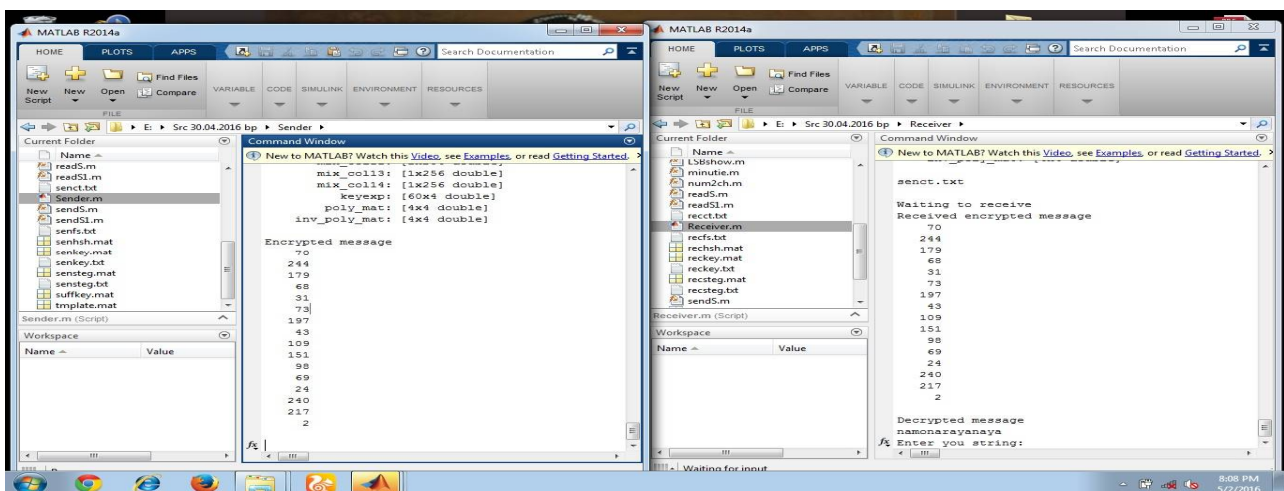 MATLAB R2014a
HOME PLOTS APPS Search Documentation
New Script New Open Find Files Compare VARIABLE CODE SIMULINK ENVIRONMENT RESOURCES
FILE
E: ▸ Src 30.04.2016 bp ▸ Sender ▸
Current Folder
Name
readS.m
readS1.m
senct.txt
Sender.m
sendS.m
sendS1.m
senfs.txt
senhsh.mat
senkey.mat
senkey.txt
sensteg.mat
sensteg.txt
suffkey.mat
tmplate.mat
Sender.m (Script)
Workspace
Name Value
Command Window
New to MATLAB? Watch this Video, see Examples, or read Getting Started.
mix_col13: [1x256 double]
mix_col14: [1x256 double]
keyexp: [60x4 double]
poly_mat: [4x4 double]
inv_poly_mat: [4x4 double]
Encrypted message
70
244
179
68
31
73
197
43
109
151
98
69
24
240
217
2
fx
MATLAB R2014a
HOME PLOTS APPS Search Documentation
New Script New Open Find Files Compare VARIABLE CODE SIMULINK ENVIRONMENT RESOURCES
FILE
E: ▸ Src 30.04.2016 bp ▸ Receiver ▸
Current Folder
Name
LSBshow.m
minutie.m
num2ch.m
readS.m
readS1.m
recct.txt
Receiver.m
recfs.txt
rechsh.mat
reckey.mat
reckey.txt
recsteg.mat
recsteg.txt
sendS.m
Receiver.m (Script)
Workspace
Name Value
Command Window
New to MATLAB? Watch this Video, see Examples, or read Getting Started.
senct.txt
Waiting to receive
Received encrypted message
70
244
179
68
31
73
197
43
109
151
98
69
24
240
217
2
Decrypted message
namonarayanaya
fx Enter you string:
Waiting for input
8:08 PM
5/2/2016